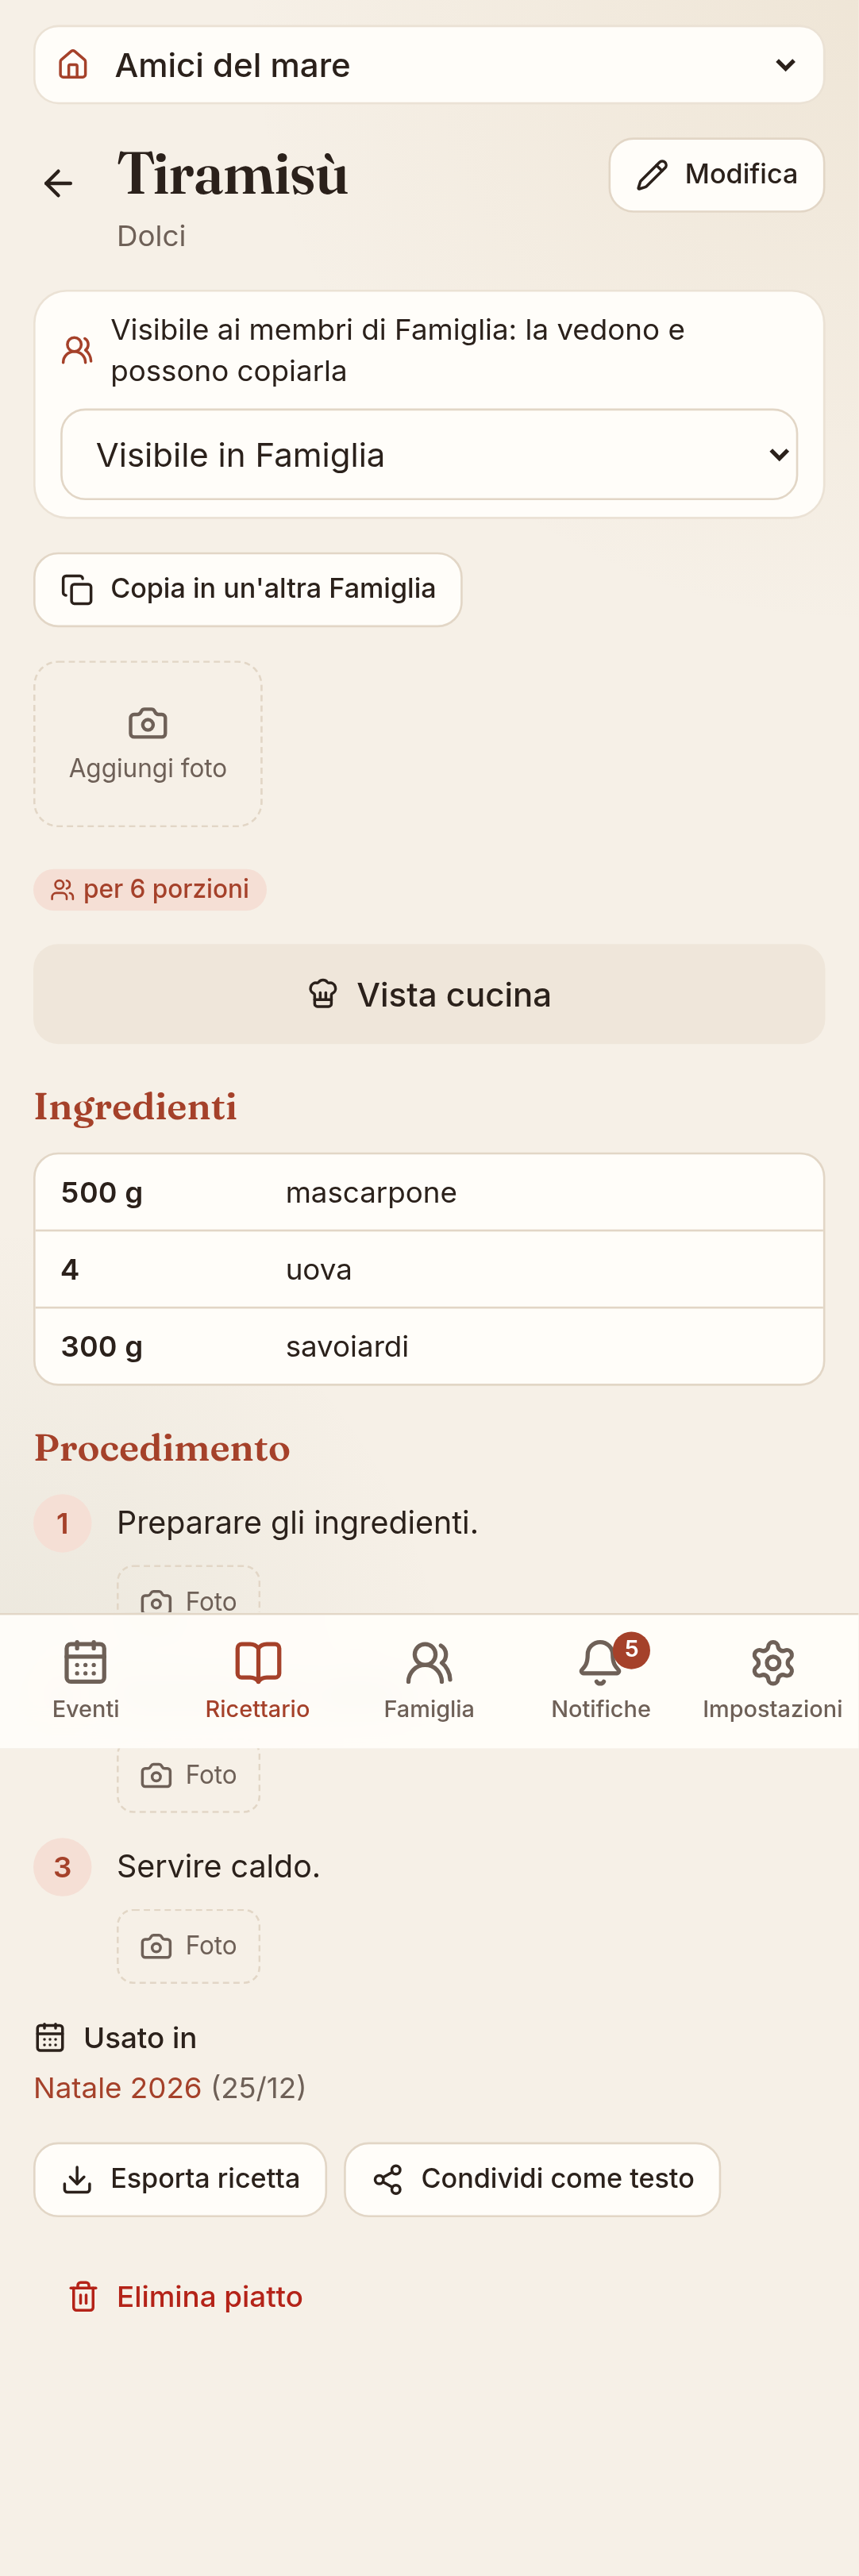 Amici del mare
Tiramisù
Modifica
Dolci
Visibile ai membri di Famiglia: la vedono e
possono copiarla
Visibile in Famiglia
Copia in un'altra Famiglia
Aggiungi foto
per 6 porzioni
Vista cucina
Ingredienti
500 g mascarpone
4 uova
300 g savoiardi
Procedimento
1 Preparare gli ingredienti.
Foto
5
Eventi Ricettario Famiglia Notifiche Impostazioni
Foto
3 Servire caldo.
Foto
Usato in
Natale 2026 (25/12)
Esporta ricetta Condividi come testo
Elimina piatto